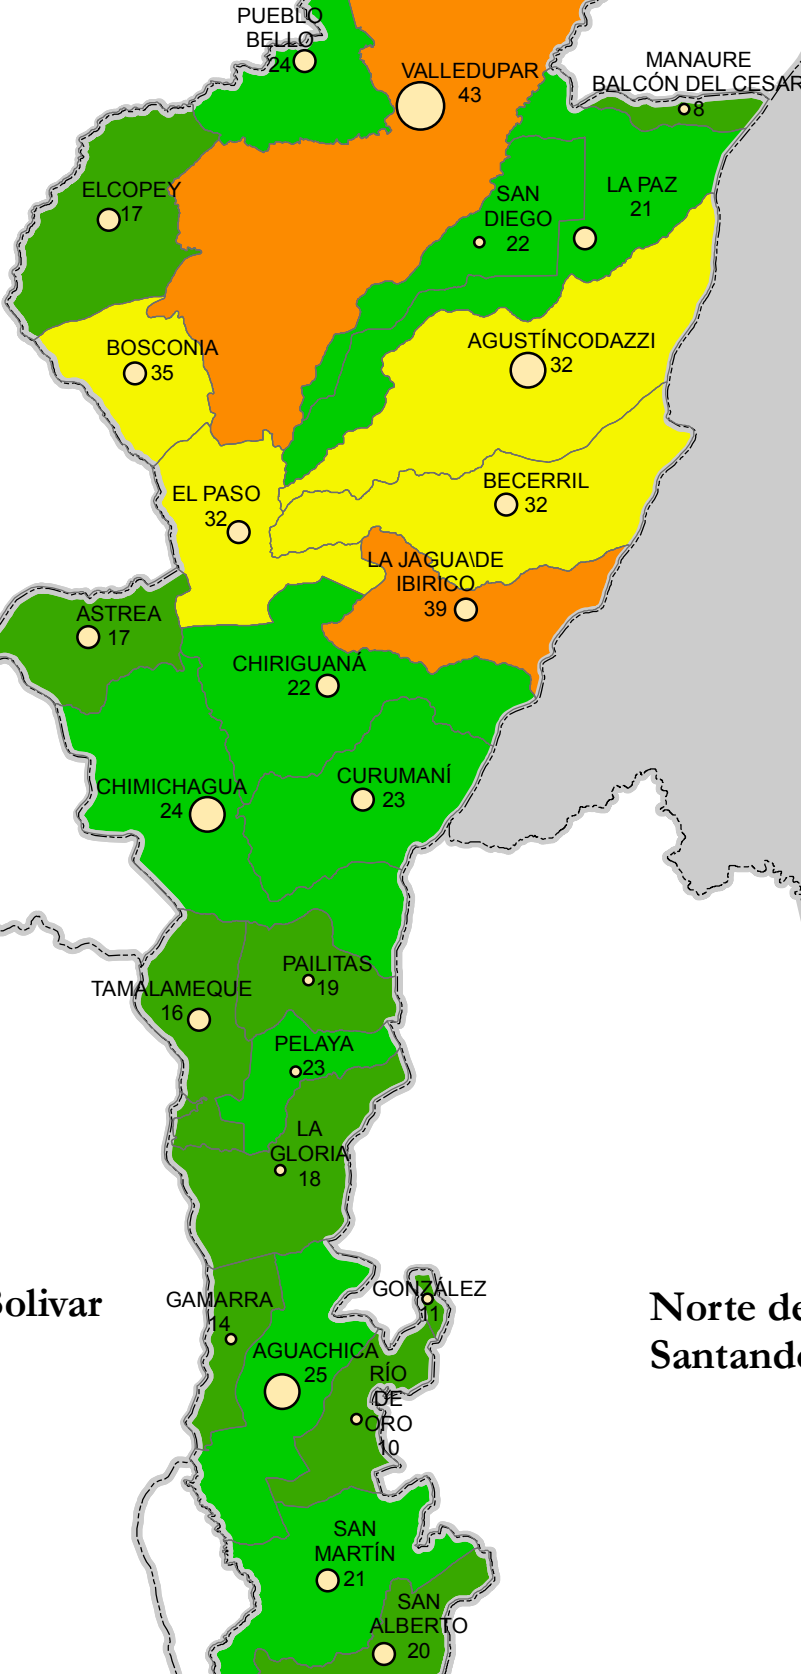 PUEBLO
BELLO
24
VALLEDUPAR
43
MANAURE
BALCÓN DEL CESAR
8
ELCOPEY
17
SAN
DIEGO
22
LA PAZ
21
BOSCONIA
35
AGUSTÍNCODAZZI
32
EL PASO
32
BECERRIL
32
LA JAGUA\DE
IBIRICO
39
ASTREA
17
CHIRIGUANÁ
22
CHIMICHAGUA
24
CURUMANÍ
23
PAILITAS
19
TAMALAMEQUE
16
PELAYA
23
LA
GLORIA
18
GAMARRA
14
GONZÁLEZ
11
olivar
Norte de
Santande
AGUACHICA
25
RÍO
DE
ORO
10
SAN
MARTÍN
21
SAN
ALBERTO
20